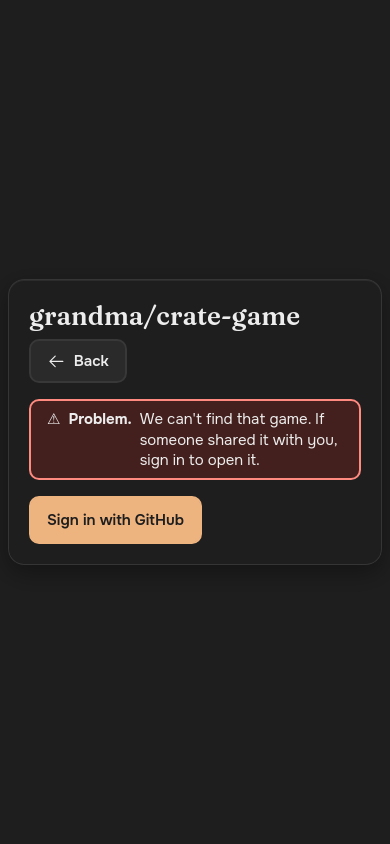 grandma/crate-game
← Back
⚠ Problem. We can't find that game. If
someone shared it with you,
sign in to open it.
Sign in with GitHub